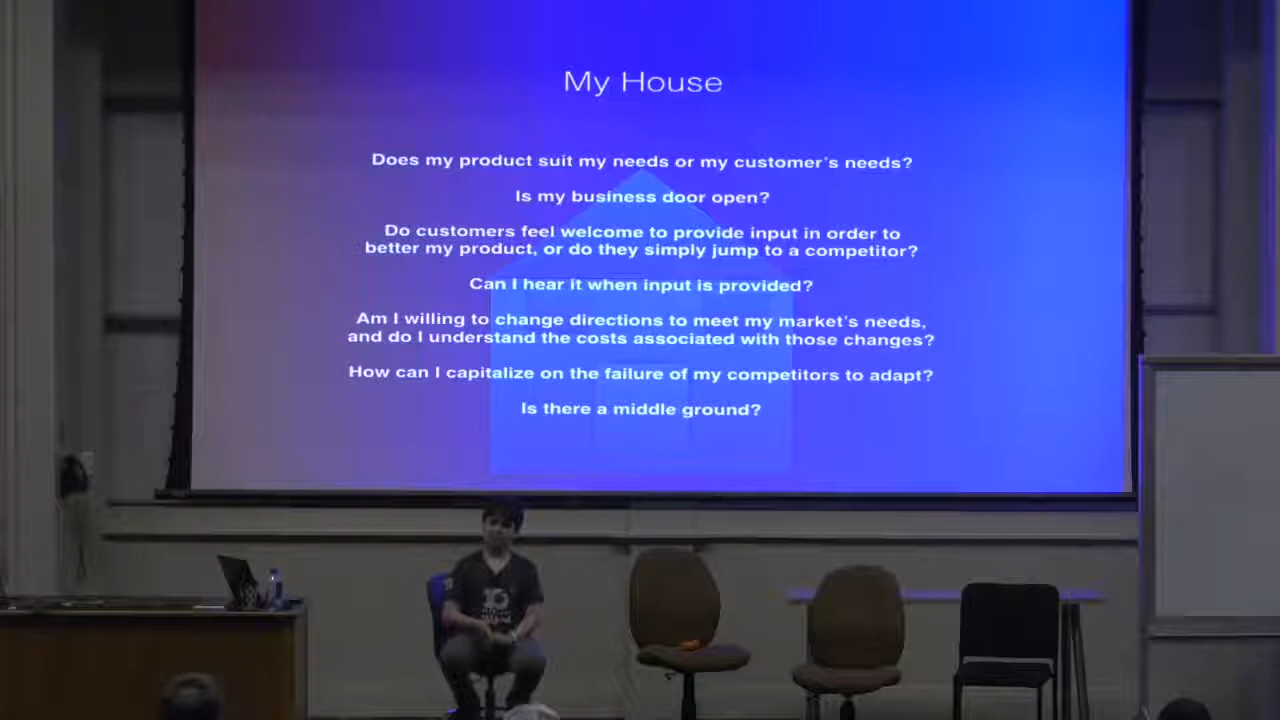 My House
Does my product suit my needs or my customer's needs?
Is my business door open?
Do customers feel welcome to provide input in order to
better my product, or do they simply jump to a competitor?
Can I hear it when input is provided?
Am I willing to change directions to meet my market's needs,
and do I understand the costs associated with those changes?
How can I capitalize on the failure of my competitors to adapt?
Is there a middle ground?